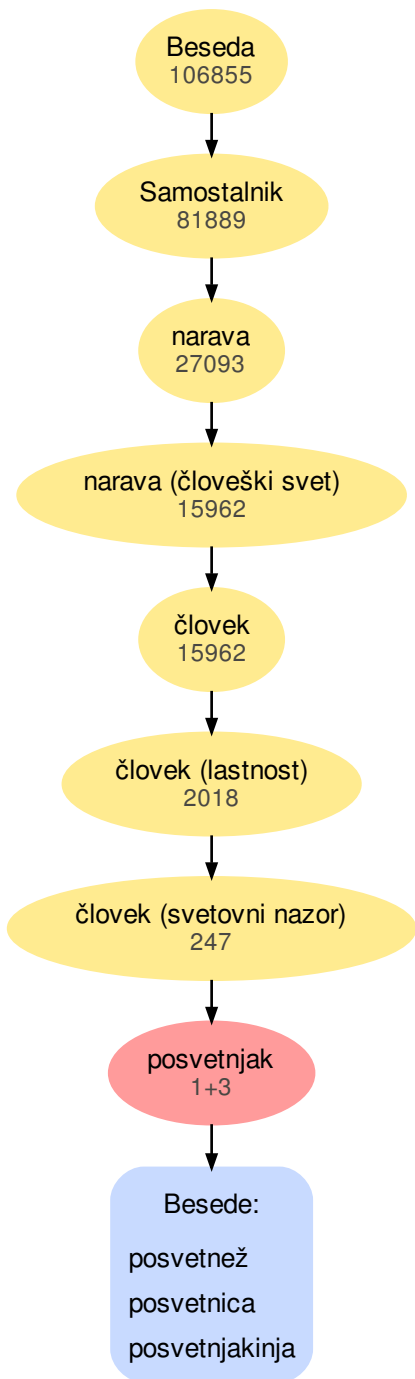 Beseda
106855
Samostalnik
81889
narava
27093
narava (človeški svet)
15962
človek
15962
človek (lastnost)
2018
človek (svetovni nazor)
247
posvetnjak
1+3
Besede:
posvetnež
posvetnica
posvetnjakinja